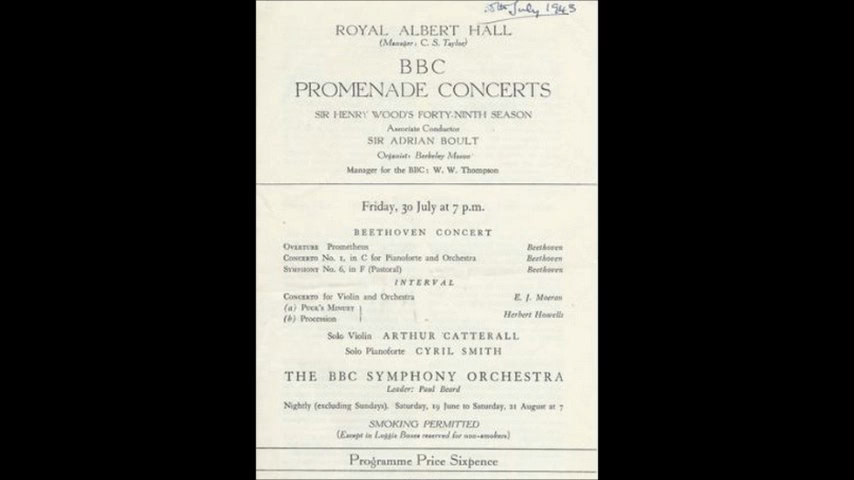 July 1943
ROYAL ALBERT HALL
(Manager: C. S. Taylor)
BBC
PROMENADE CONCERTS
SIR HENRY WOOD'S FORTY-NINTH SEASON
Associate Conductor
SIR ADRIAN BOULT
Organist: Berkeley Mason
Manager for the BBC: W. W. Thompson
Friday, 30 July at 7 p.m.
BEETHOVEN CONCERT
OVERTURE Prometheus Beethoven
CONCERTO No. 1, in C for Pianoforte and Orchestra Beethoven
SYMPHONY No. 6, in F (Pastoral) Beethoven
INTERVAL
CONCERTO for Violin and Orchestra E. J. Moeran
(a) PUCK'S MINUET
(b) Procession Herbert Howells
Solo Violin ARTHUR CATTERALL
Solo Pianoforte CYRIL SMITH
THE BBC SYMPHONY ORCHESTRA
Leader: Paul Beard
Nightly (excluding Sundays). Saturday, 19 June to Saturday, 21 August at 7
SMOKING PERMITTED
(Except in Loggia Boxes reserved for non-smokers)
Programme Price Sixpence